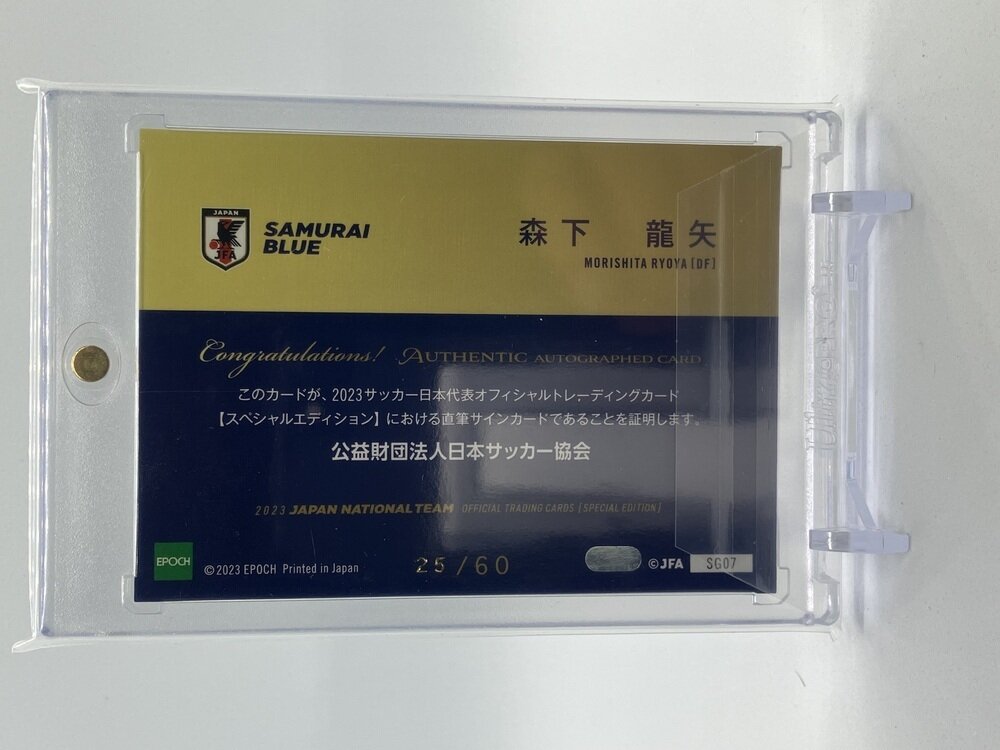 JAPAN
JFA
SAMURAI
BLUE
森下 龍矢
MORISHITA RYOYA [DF]
Congratulations! AUTHENTIC AUTOGRAPHED CARD
このカードが、2023サッカー日本代表オフィシャルトレーディングカード
【スペシャルエディション】における直筆サインカードであることを証明します。
公益財団法人日本サッカー協会
2023 JAPAN NATIONAL TEAM OFFICIAL TRADING CARDS [SPECIAL EDITION]
EPOCH
©2023 EPOCH Printed in Japan
25/60
©JFA
SG07